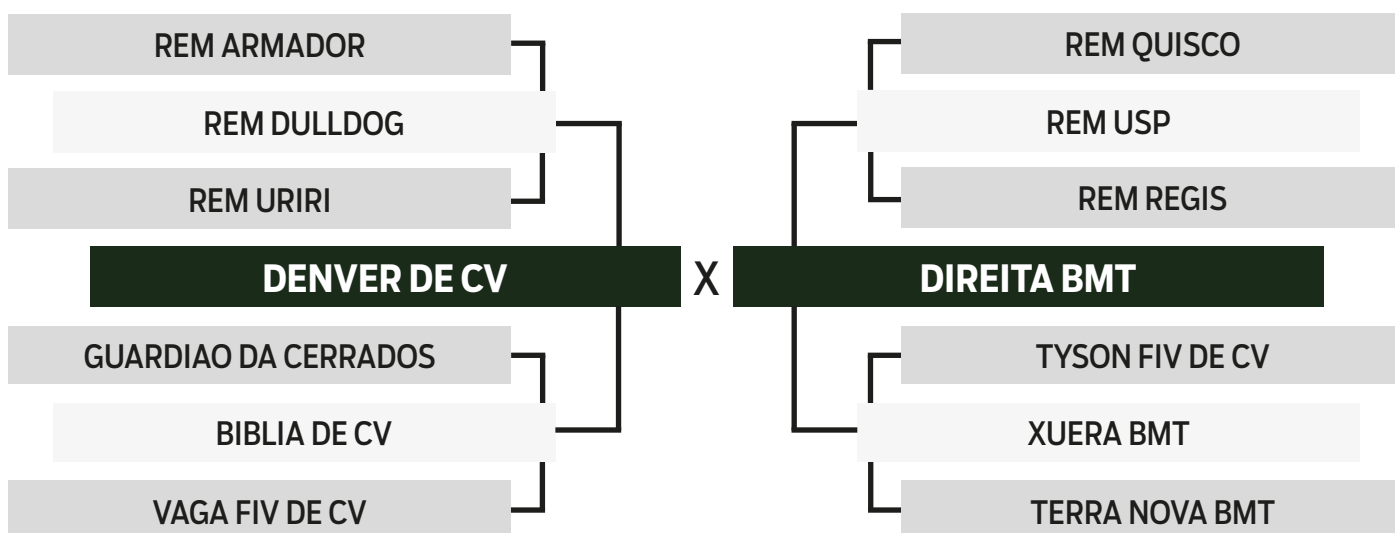 REM ARMADOR
REM QUISCO
REM DULLDOG
REM USP
REM URIRI
REM REGIS
DENVER DE CV X DIREITA BMT
GUARDIAO DA CERRADOS
TYSON FIV DE CV
BIBLIA DE CV
XUERA BMT
VAGA FIV DE CV
TERRA NOVA BMT